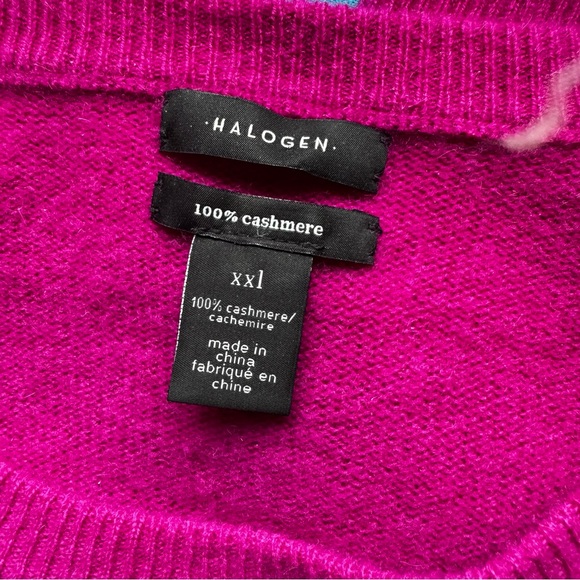 ·HALOGEN·
100% cashmere
xxl
100% cashmere/
cachemire
made in
china
fabriqué en
chine